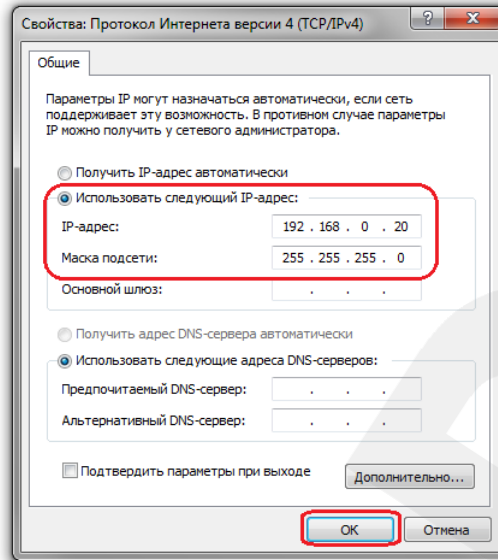 Свойства: Протокол Интернета версии 4 (TCP/IPv4)
Общие
Параметры IP могут назначаться автоматически, если сеть
поддерживает эту возможность. В противном случае параметры
IP можно получить у сетевого администратора.
Получить IP-адрес автоматически
Использовать следующий IP-адрес:
IP-адрес: 192 . 168 . 0 . 20
Маска подсети: 255 . 255 . 255 . 0
Основной шлюз: . . .
Получить адрес DNS-сервера автоматически
Использовать следующие адреса DNS-серверов:
Предпочитаемый DNS-сервер: . . .
Альтернативный DNS-сервер: . . .
Подтвердить параметры при выходе
Дополнительно...
ОК Отмена